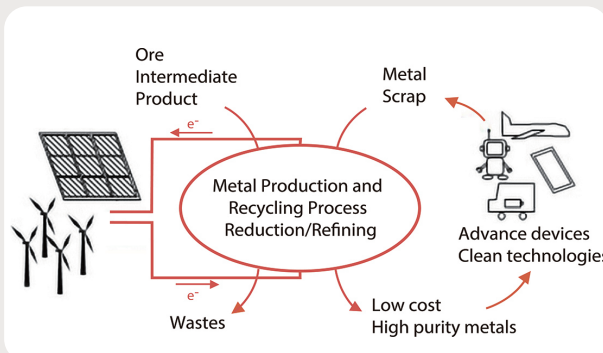 Ore
Intermediate
Product
Metal
Scrap
e-
Metal Production and
Recycling Process
Reduction/Refining
Advance devices
Clean technologies
e-
Wastes
Low cost
High purity metals